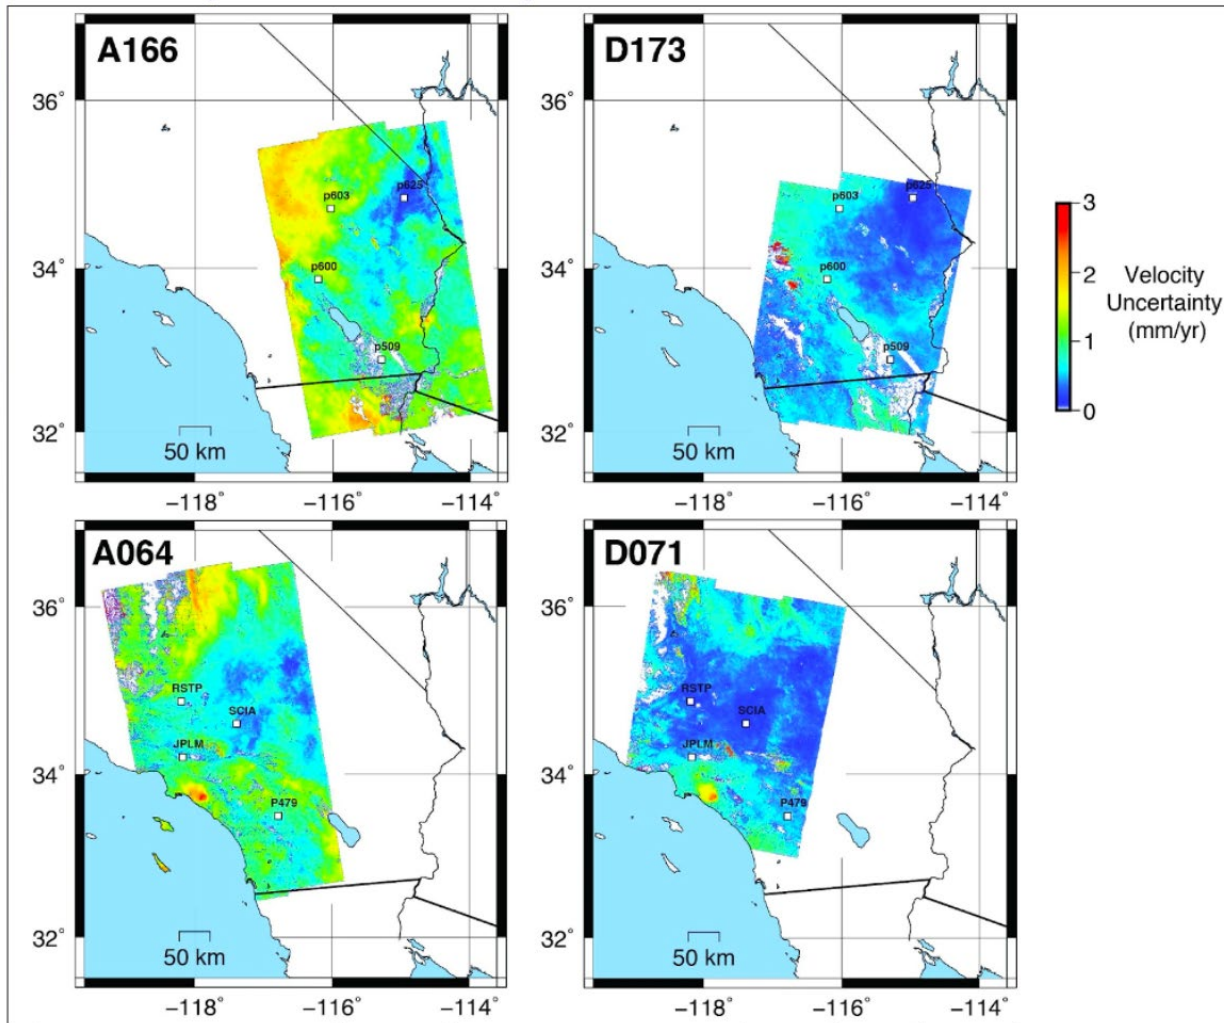 A166
D173
36°
34°
32°
p603
p625
p600
p509
50 km
−118°
−116°
−114°
36°
34°
32°
p603
p625
p600
p509
50 km
−118°
−116°
−114°
3
2
1
0
Velocity
Uncertainty
(mm/yr)
A064
D071
36°
34°
32°
RSTP
SCIA
JPLM
P479
50 km
−118°
−116°
−114°
36°
34°
32°
RSTP
SCIA
JPLM
P479
50 km
−118°
−116°
−114°